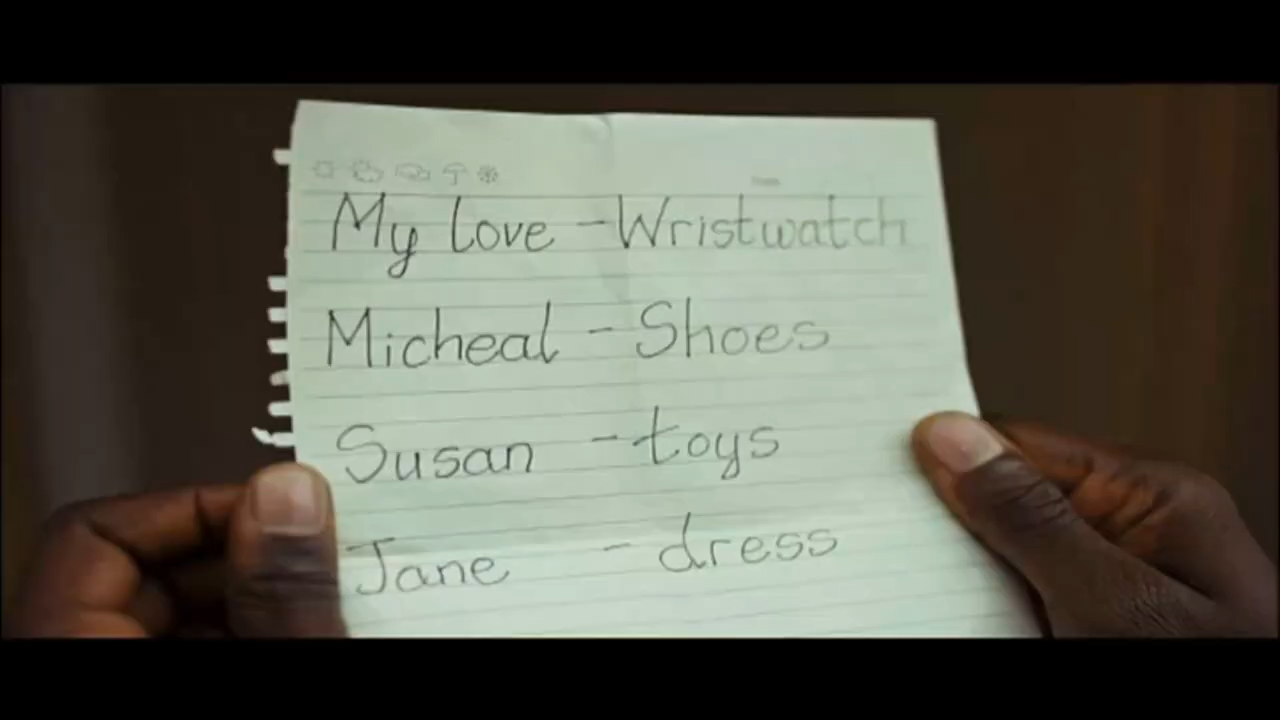 My love - Wristwatch
Micheal - Shoes
Susan - toys
Jane - dress